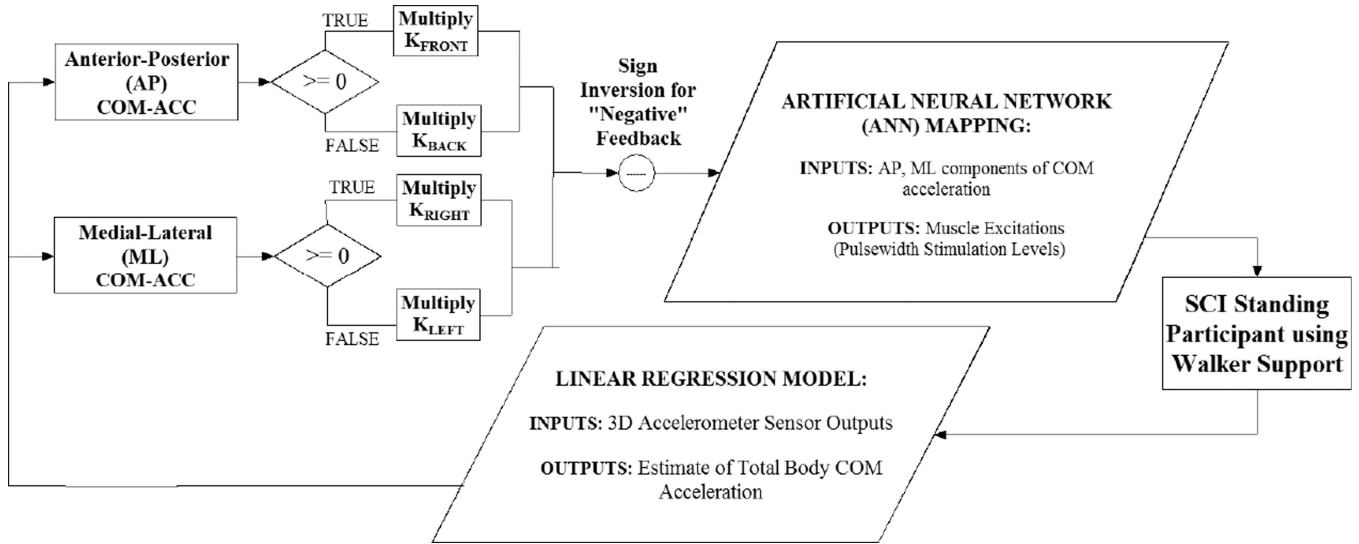 Anterior-Posterior
(AP)
COM-ACC
>= 0
TRUE
Multiply
KFRONT
FALSE
Multiply
KBACK
Medial-Lateral
(ML)
COM-ACC
>= 0
TRUE
Multiply
KRIGHT
FALSE
Multiply
KLEFT
Sign
Inversion for
"Negative"
Feedback
—
ARTIFICIAL NEURAL NETWORK
(ANN) MAPPING:
INPUTS: AP, ML components of COM
acceleration
OUTPUTS: Muscle Excitations
(Pulsewidth Stimulation Levels)
SCI Standing
Participant using
Walker Support
LINEAR REGRESSION MODEL:
INPUTS: 3D Accelerometer Sensor Outputs
OUTPUTS: Estimate of Total Body COM
Acceleration